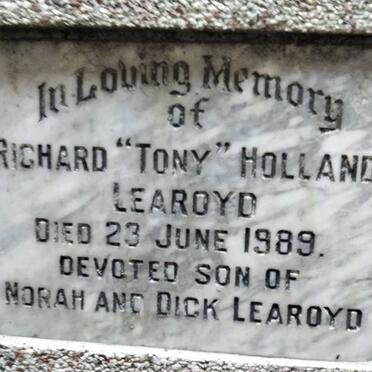 In Loving Memory
of
RICHARD "TONY" HOLLAND
LEAROYD
DIED 23 JUNE 1989.
DEVOTED SON OF
NORAH AND DICK LEAROYD